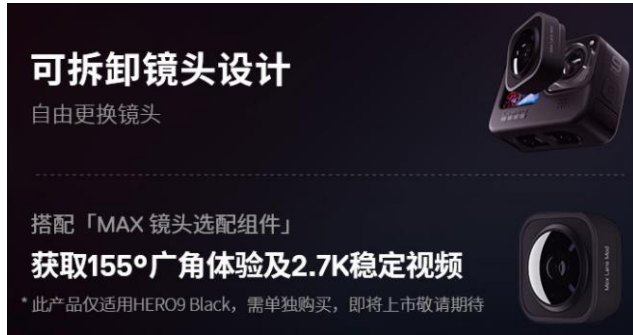 可拆卸镜头设计
自由更换镜头
搭配「MAX 镜头选配组件」
获取155°广角体验及2.7K稳定视频
*此产品仅适用HERO9 Black，需单独购买，即将上市敬请期待
Max Lens Mod